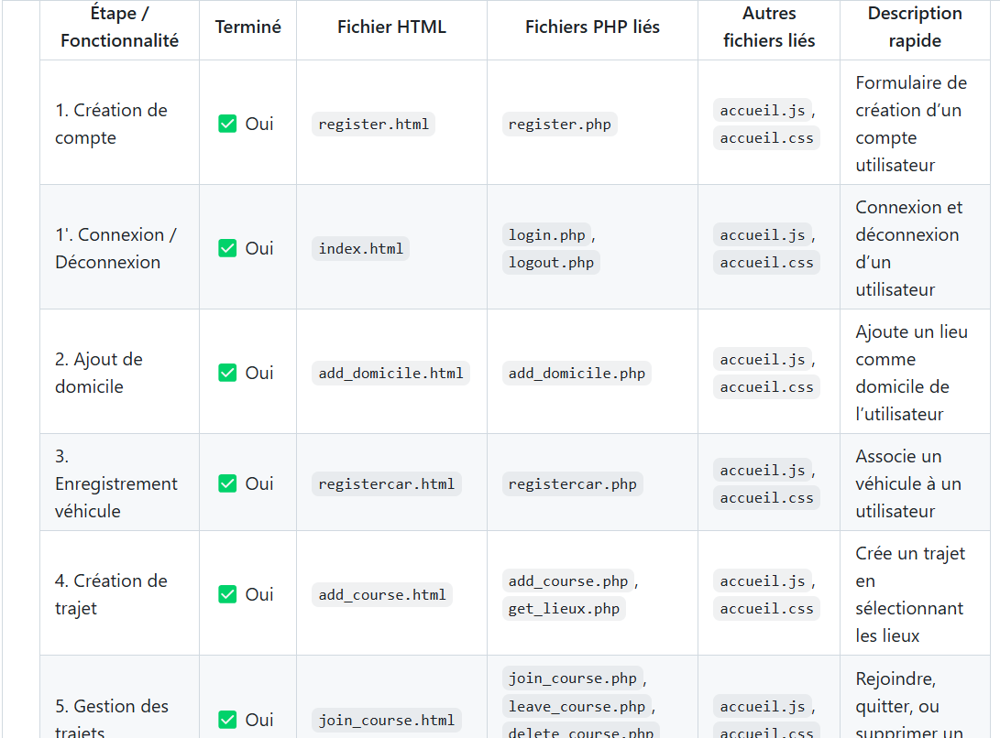 Étape /
Fonctionnalité
Terminé
Fichier HTML
Fichiers PHP liés
Autres
fichiers liés
Description
rapide
1. Création de
compte
✅ Oui
register.html
register.php
accueil.js,
accueil.css
Formulaire de
création d’un
compte
utilisateur
1'. Connexion /
Déconnexion
✅ Oui
index.html
login.php,
logout.php
accueil.js,
accueil.css
Connexion et
déconnexion
d’un
utilisateur
2. Ajout de
domicile
✅ Oui
add_domicile.html
add_domicile.php
accueil.js,
accueil.css
Ajoute un lieu
comme
domicile de
l’utilisateur
3.
Enregistrement
véhicule
✅ Oui
registercar.html
registercar.php
accueil.js,
accueil.css
Associe un
véhicule à un
utilisateur
4. Création de
trajet
✅ Oui
add_course.html
add_course.php,
get_lieux.php
accueil.js,
accueil.css
Crée un trajet
en
sélectionnant
les lieux
5. Gestion des
trajets
✅ Oui
join_course.html
join_course.php,
leave_course.php,
delete_course.php
accueil.js,
accueil.css
Rejoindre,
quitter, ou
supprimer un